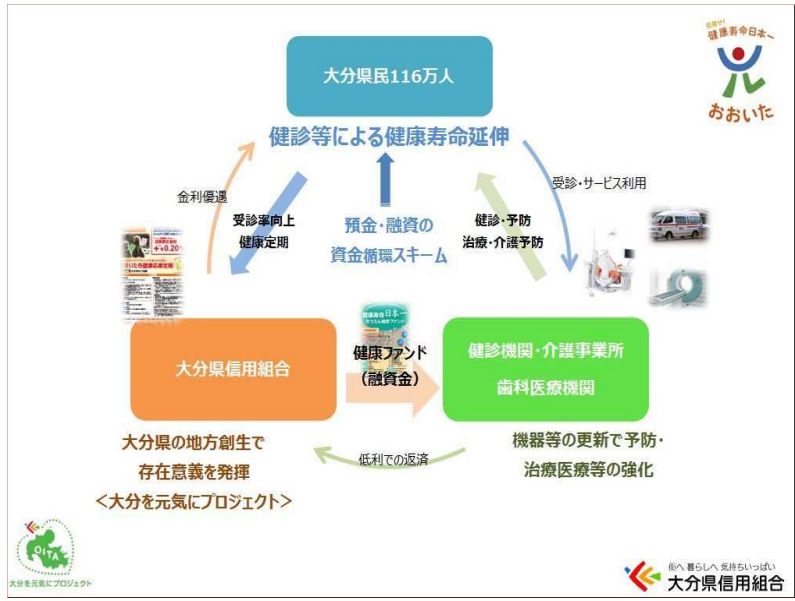 目指せ!
健康寿命日本一
おおいた
大分県民116万人
健診等による健康寿命延伸
金利優遇
受診率向上
健康定期
預金・融資の
資金循環スキーム
健診・予防
治療・介護予防
受診・サービス利用
+0.20%
健康寿命日本一
大分県信用組合
健康ファンド
(融資金)
健診機関・介護事業所
歯科医療機関
大分県の地方創生で
存在意義を発揮
<大分を元気にプロジェクト>
低利での返済
機器等の更新で予防・
治療医療等の強化
OITA
大分を元気にプロジェクト
街へ 暮らしへ 気持ちいっぱい
大分県信用組合